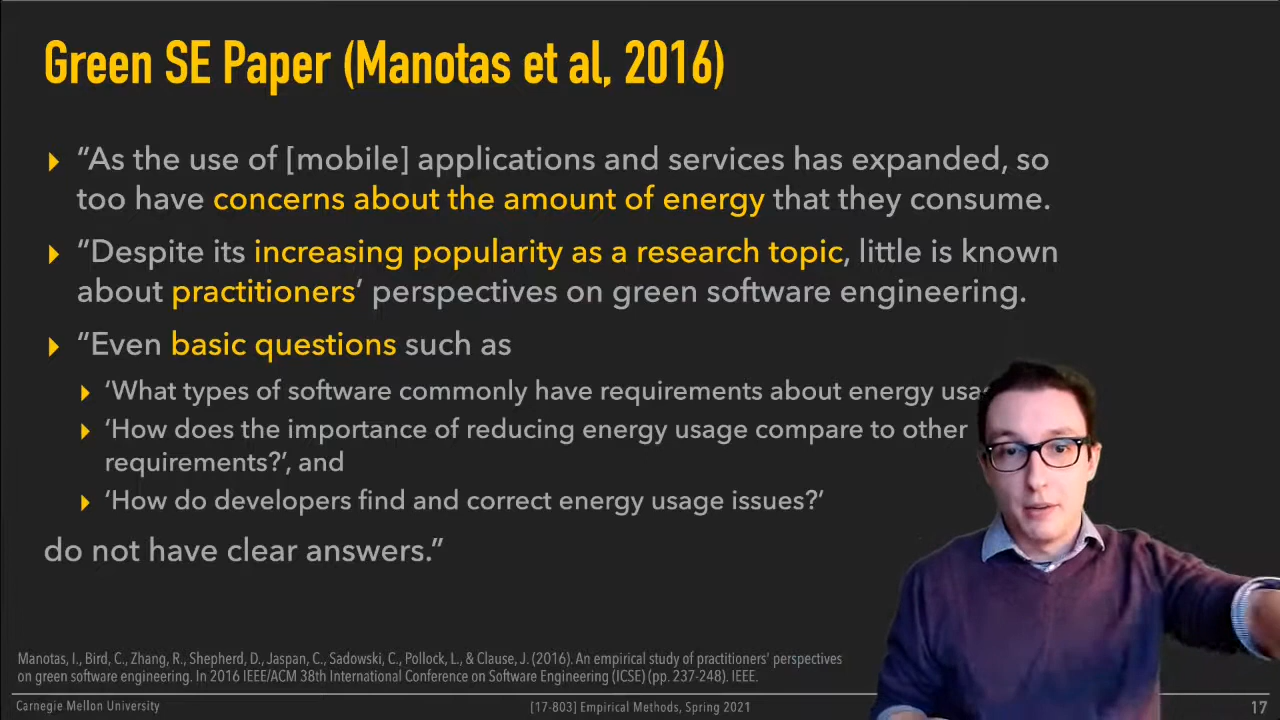 Green SE Paper (Manotas et al, 2016)
“As the use of [mobile] applications and services has expanded, so
too have concerns about the amount of energy that they consume.
“Despite its increasing popularity as a research topic, little is known
about practitioners’ perspectives on green software engineering.
“Even basic questions such as
‘What types of software commonly have requirements about energy
‘How does the importance of reducing energy usage compare to other
requirements?’, and
‘How do developers find and correct energy usage issues?’
do not have clear answers.”
Manotas, I., Bird, C., Zhang, R., Shepherd, D., Jaspan, C., Sadowski, C., Pollock, L., & Clause, J. (2016). An empirical study of practitioners’ perspectives
on green software engineering. In 2016 IEEE/ACM 38th International Conference on Software Engineering (ICSE) (pp. 237-248). IEEE.
Carnegie Mellon University
[17-803] Empirical Methods, Spring 2021
17